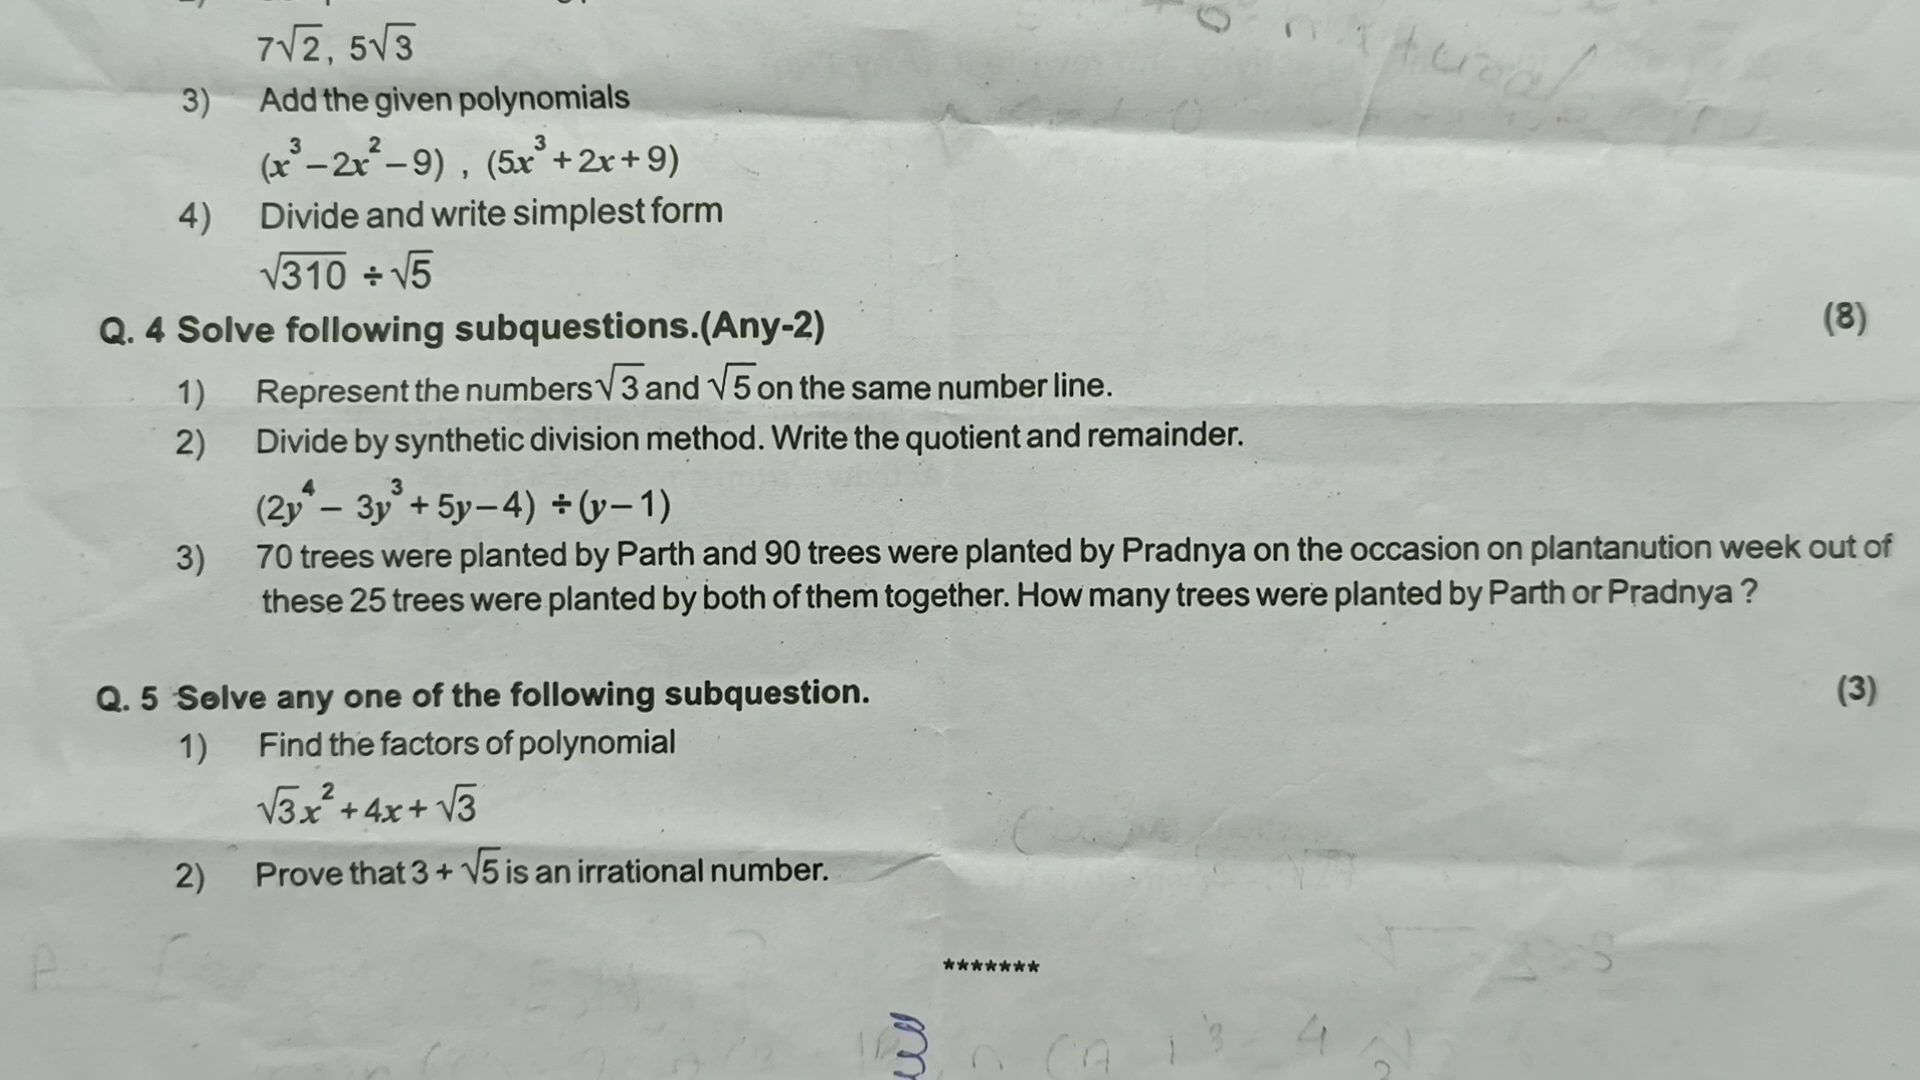 7√2, 5√3
3) Add the given polynomials
(x³ – 2x² – 9) , (5x³ + 2x + 9)
4) Divide and write simplest form
√310 ÷ √5
Q. 4 Solve following subquestions.(Any-2) (8)
1) Represent the numbers √3 and √5 on the same number line.
2) Divide by synthetic division method. Write the quotient and remainder.
(2y⁴ – 3y³ + 5y – 4) ÷ (y – 1)
3) 70 trees were planted by Parth and 90 trees were planted by Pradnya on the occasion on plantanution week out of
these 25 trees were planted by both of them together. How many trees were planted by Parth or Pradnya ?
Q. 5 Solve any one of the following subquestion. (3)
1) Find the factors of polynomial
√3x² + 4x + √3
2) Prove that 3 + √5 is an irrational number.
*******